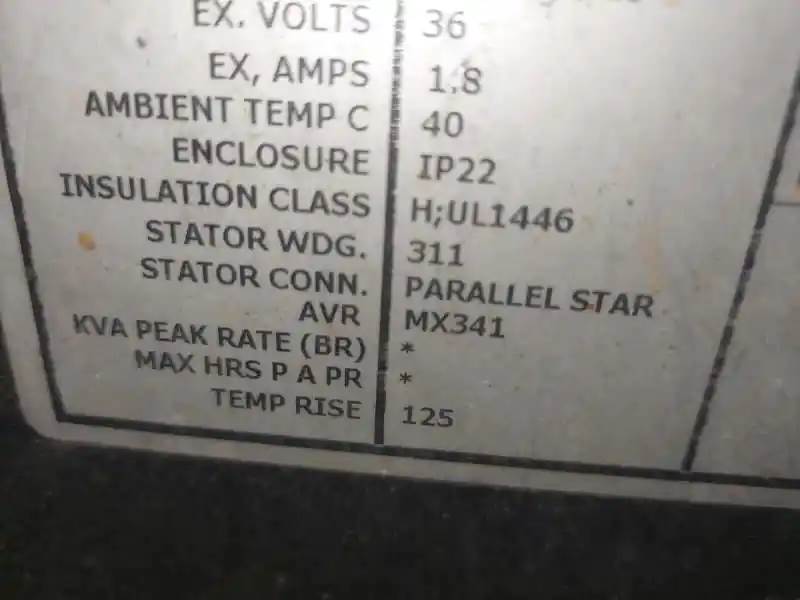 EX. VOLTS 36
EX, AMPS 1.8
AMBIENT TEMP C 40
ENCLOSURE IP22
INSULATION CLASS H;UL1446
STATOR WDG. 311
STATOR CONN. PARALLEL STAR
AVR MX341
KVA PEAK RATE (BR) *
MAX HRS P A PR *
TEMP RISE 125